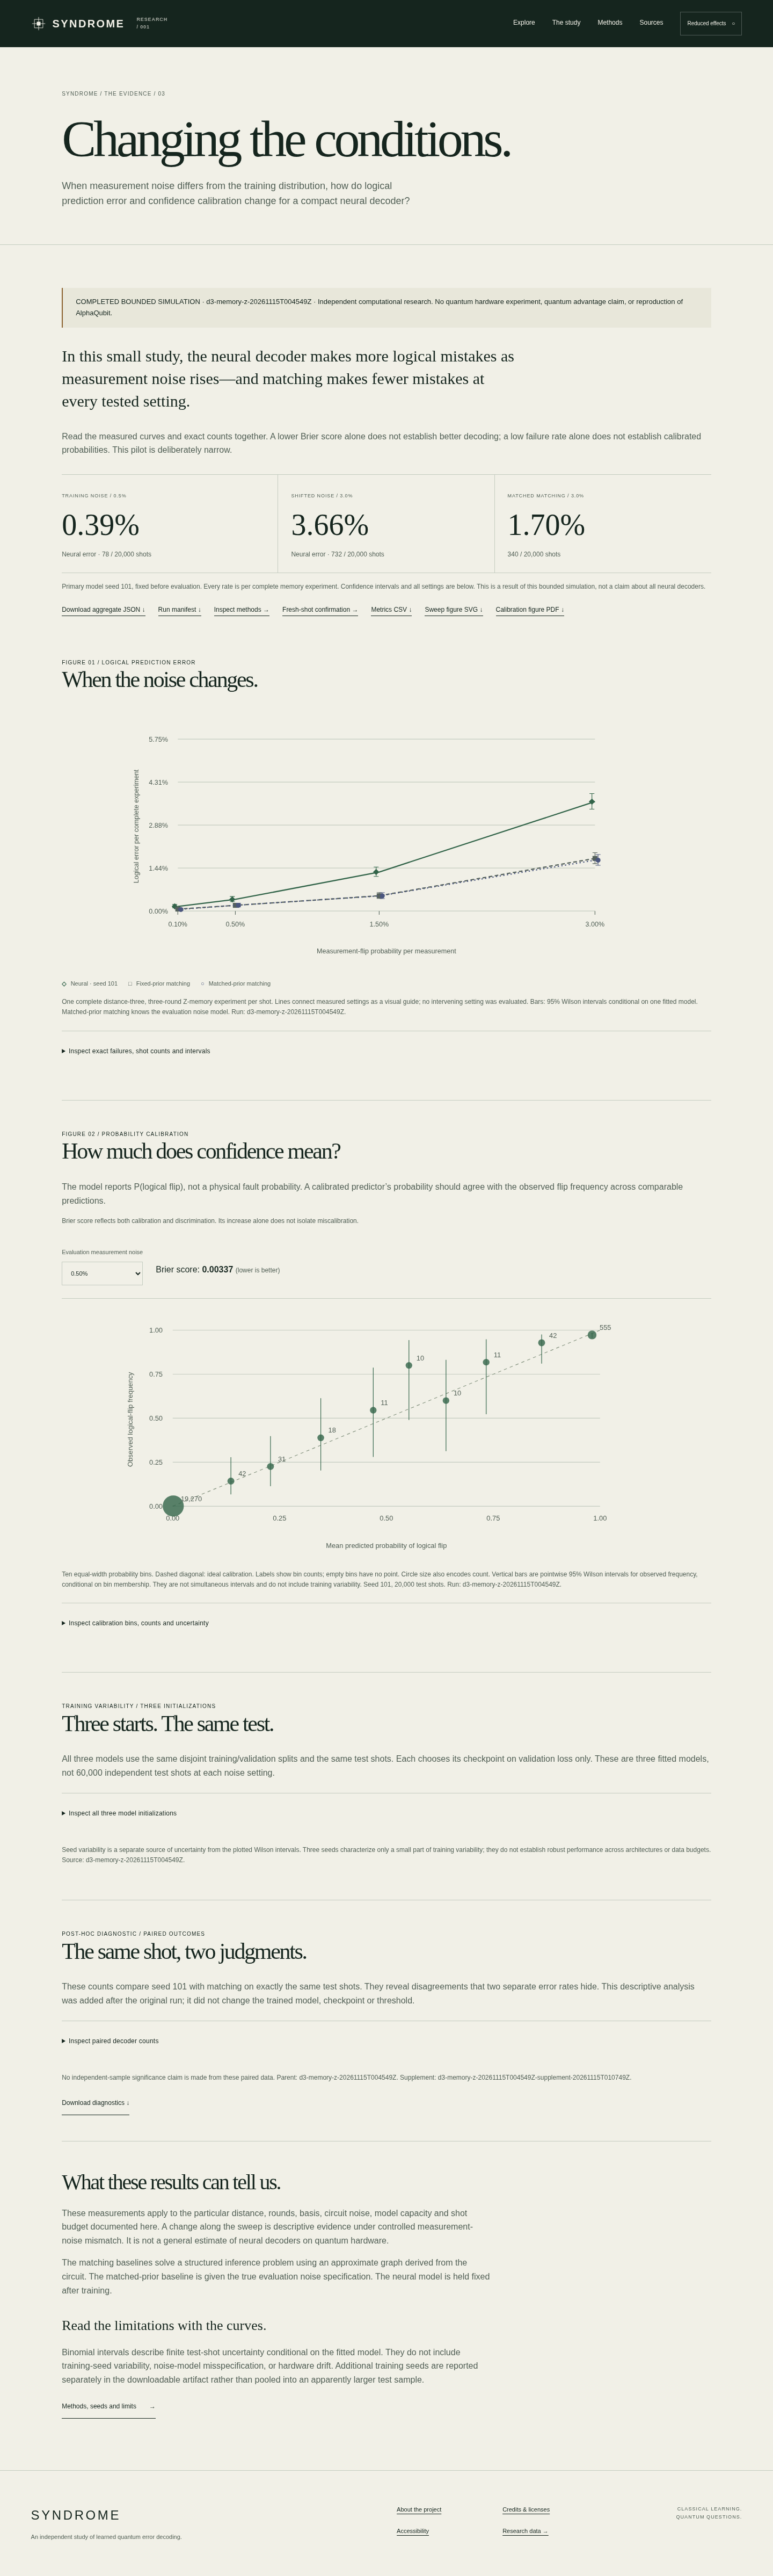 SYNDROME
RESEARCH
/ 001
Explore
The study
Methods
Sources
Reduced effects
SYNDROME / THE EVIDENCE / 03
Changing the conditions.
When measurement noise differs from the training distribution, how do logical
prediction error and confidence calibration change for a compact neural decoder?
COMPLETED BOUNDED SIMULATION · d3-memory-z-20261115T004549Z · Independent computational research. No quantum hardware experiment, quantum advantage claim, or reproduction of
AlphaQubit.
In this small study, the neural decoder makes more logical mistakes as
measurement noise rises—and matching makes fewer mistakes at
every tested setting.
Read the measured curves and exact counts together. A lower Brier score alone does not establish better decoding; a low failure rate alone does not establish calibrated
probabilities. This pilot is deliberately narrow.
TRAINING NOISE / 0.5%
0.39%
Neural error · 78 / 20,000 shots
SHIFTED NOISE / 3.0%
3.66%
Neural error · 732 / 20,000 shots
MATCHED MATCHING / 3.0%
1.70%
340 / 20,000 shots
Primary model seed 101, fixed before evaluation. Every rate is per complete memory experiment. Confidence intervals and all settings are below. This is a result of this bounded simulation, not a claim about all neural decoders.
Download aggregate JSON ↓
Run manifest ↓
Inspect methods →
Fresh-shot confirmation →
Metrics CSV ↓
Sweep figure SVG ↓
Calibration figure PDF ↓
FIGURE 01 / LOGICAL PREDICTION ERROR
When the noise changes.
5.75%
4.31%
2.88%
1.44%
0.00%
Logical error per complete experiment
0.10%
0.50%
1.50%
3.00%
Measurement-flip probability per measurement
◇ Neural · seed 101
□ Fixed-prior matching
○ Matched-prior matching
One complete distance-three, three-round Z-memory experiment per shot. Lines connect measured settings as a visual guide; no intervening setting was evaluated. Bars: 95% Wilson intervals conditional on one fitted model.
Matched-prior matching knows the evaluation noise model. Run: d3-memory-z-20261115T004549Z.
▶ Inspect exact failures, shot counts and intervals
FIGURE 02 / PROBABILITY CALIBRATION
How much does confidence mean?
The model reports P(logical flip), not a physical fault probability. A calibrated predictor's probability should agree with the observed flip frequency across comparable
predictions.
Brier score reflects both calibration and discrimination. Its increase alone does not isolate miscalibration.
Evaluation measurement noise
0.50%
Brier score: 0.00337 (lower is better)
1.00
0.75
0.50
0.25
0.00
Observed logical-flip frequency
19,270
42
31
18
11
10
10
11
42
555
0.00
0.25
0.50
0.75
1.00
Mean predicted probability of logical flip
Ten equal-width probability bins. Dashed diagonal: ideal calibration. Labels show bin counts; empty bins have no point. Circle size also encodes count. Vertical bars are pointwise 95% Wilson intervals for observed frequency,
conditional on bin membership. They are not simultaneous intervals and do not include training variability. Seed 101, 20,000 test shots. Run: d3-memory-z-20261115T004549Z.
▶ Inspect calibration bins, counts and uncertainty
TRAINING VARIABILITY / THREE INITIALIZATIONS
Three starts. The same test.
All three models use the same disjoint training/validation splits and the same test shots. Each chooses its checkpoint on validation loss only. These are three fitted models,
not 60,000 independent test shots at each noise setting.
▶ Inspect all three model initializations
Seed variability is a separate source of uncertainty from the plotted Wilson intervals. Three seeds characterize only a small part of training variability; they do not establish robust performance across architectures or data budgets.
Source: d3-memory-z-20261115T004549Z.
POST-HOC DIAGNOSTIC / PAIRED OUTCOMES
The same shot, two judgments.
These counts compare seed 101 with matching on exactly the same test shots. They reveal disagreements that two separate error rates hide. This descriptive analysis
was added after the original run; it did not change the trained model, checkpoint or threshold.
▶ Inspect paired decoder counts
No independent-sample significance claim is made from these paired data. Parent: d3-memory-z-20261115T004549Z. Supplement: d3-memory-z-20261115T004549Z-supplement-20261115T010749Z.
Download diagnostics ↓
What these results can tell us.
These measurements apply to the particular distance, rounds, basis, circuit noise, model capacity and shot
budget documented here. A change along the sweep is descriptive evidence under controlled measurement-
noise mismatch. It is not a general estimate of neural decoders on quantum hardware.
The matching baselines solve a structured inference problem using an approximate graph derived from the
circuit. The matched-prior baseline is given the true evaluation noise specification. The neural model is held fixed
after training.
Read the limitations with the curves.
Binomial intervals describe finite test-shot uncertainty conditional on the fitted model. They do not include
training-seed variability, noise-model misspecification, or hardware drift. Additional training seeds are reported
separately in the downloadable artifact rather than pooled into an apparently larger test sample.
Methods, seeds and limits →
SYNDROME
An independent study of learned quantum error decoding.
About the project
Accessibility
Credits & licenses
Research data →
CLASSICAL LEARNING.
QUANTUM QUESTIONS.